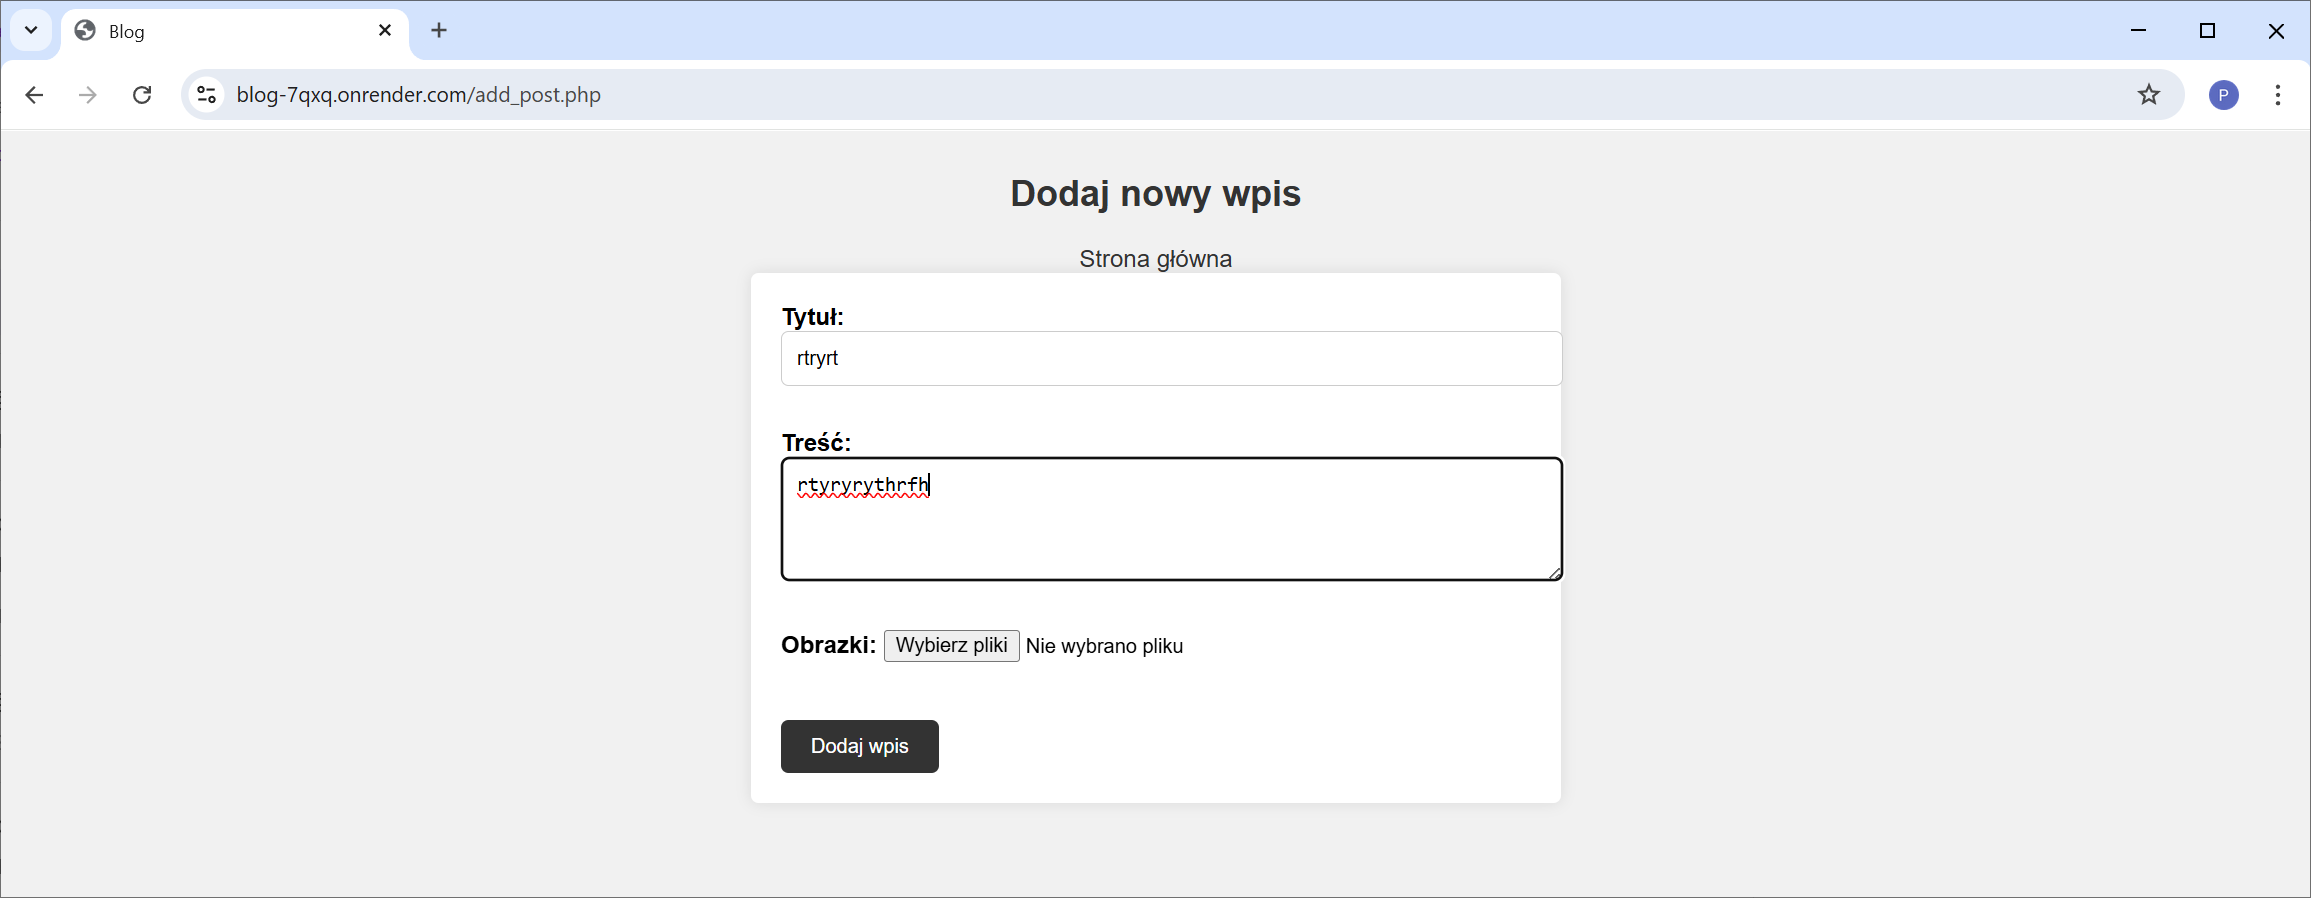 Blog
blog-7qxq.onrender.com/add_post.php
P
Dodaj nowy wpis
Strona główna
Tytuł:
rtryrt
Treść:
rtyryrythrfh
Obrazki: Wybierz pliki Nie wybrano pliku
Dodaj wpis